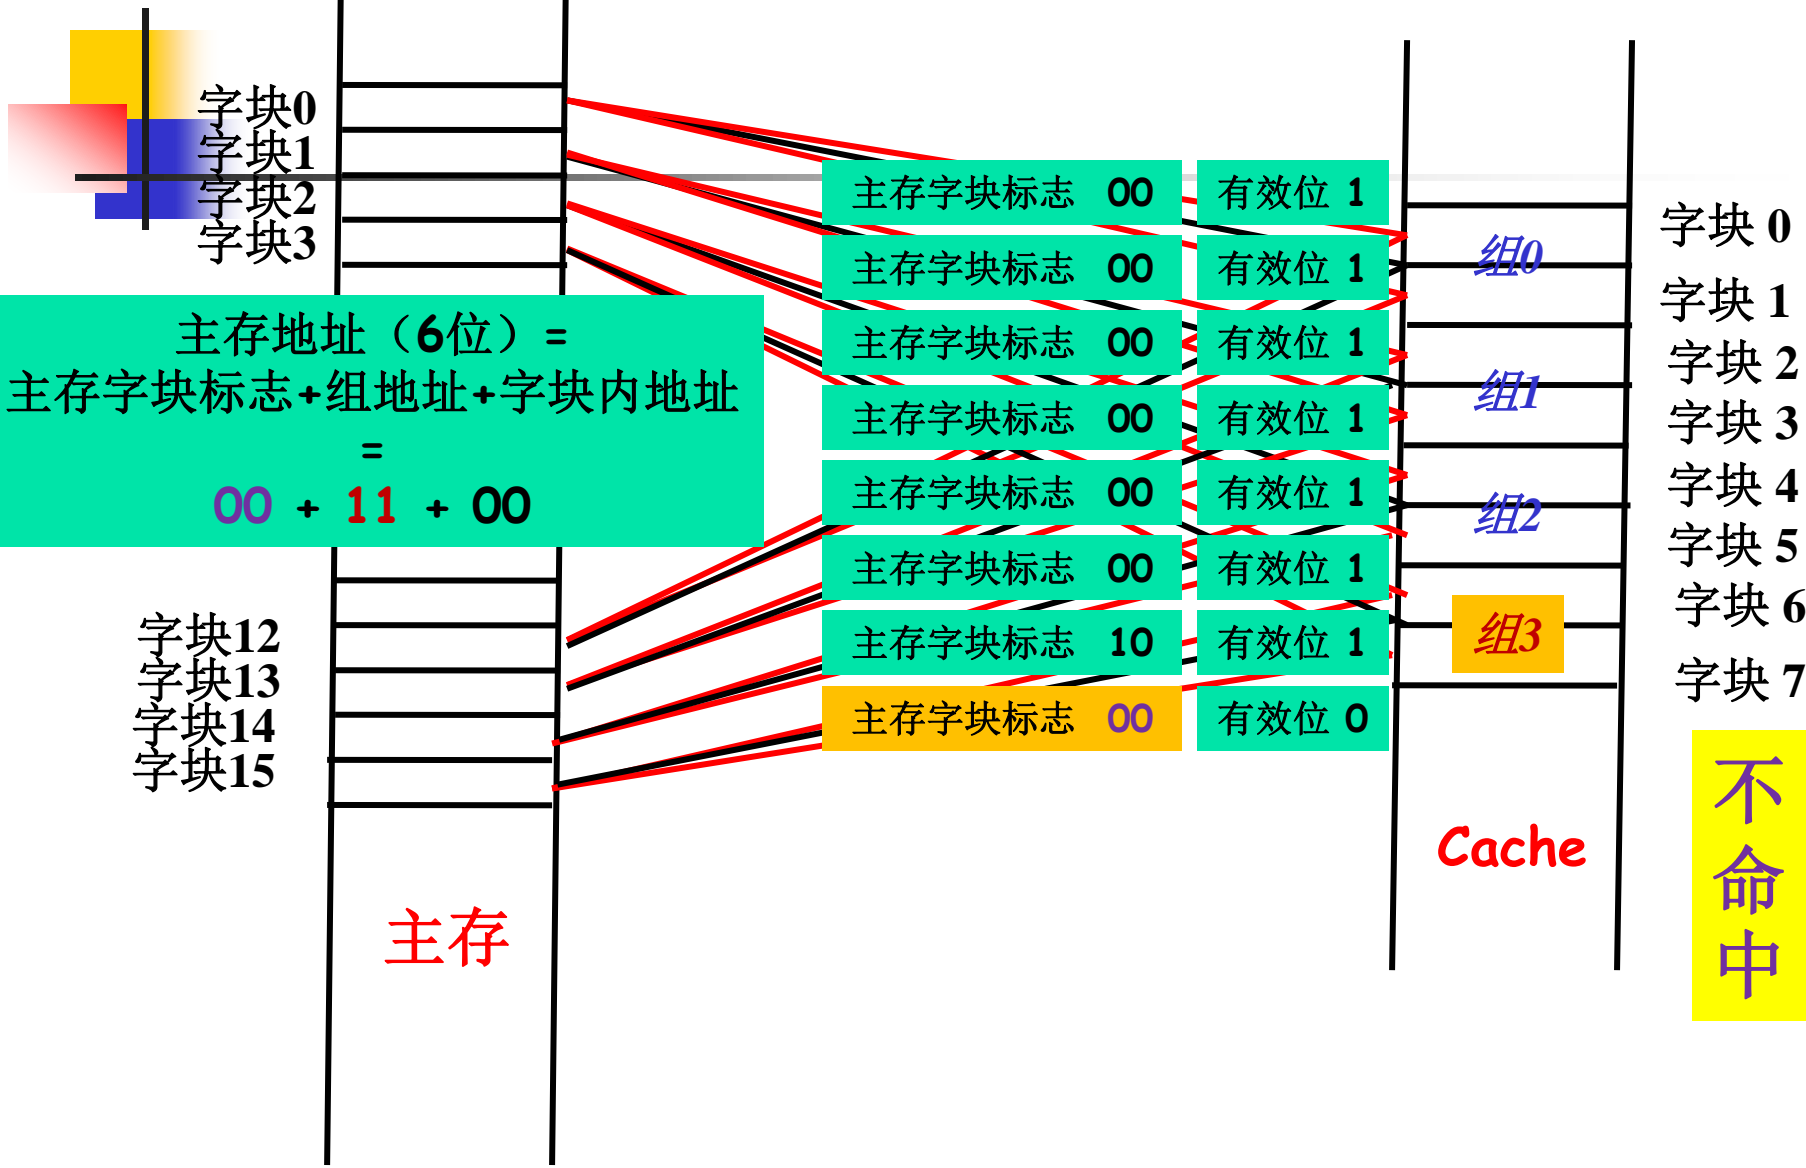 字块0
字块1
字块2
字块3
主存地址（6位）=
主存字块标志+组地址+字块内地址
=
00 + 11 + 00
字块12
字块13
字块14
字块15
主存
主存字块标志 00 有效位 1
主存字块标志 00 有效位 1
主存字块标志 00 有效位 1
主存字块标志 00 有效位 1
主存字块标志 00 有效位 1
主存字块标志 00 有效位 1
主存字块标志 10 有效位 1
主存字块标志 00 有效位 0
组0
组1
组2
组3
Cache
字块 0
字块 1
字块 2
字块 3
字块 4
字块 5
字块 6
字块 7
不命中